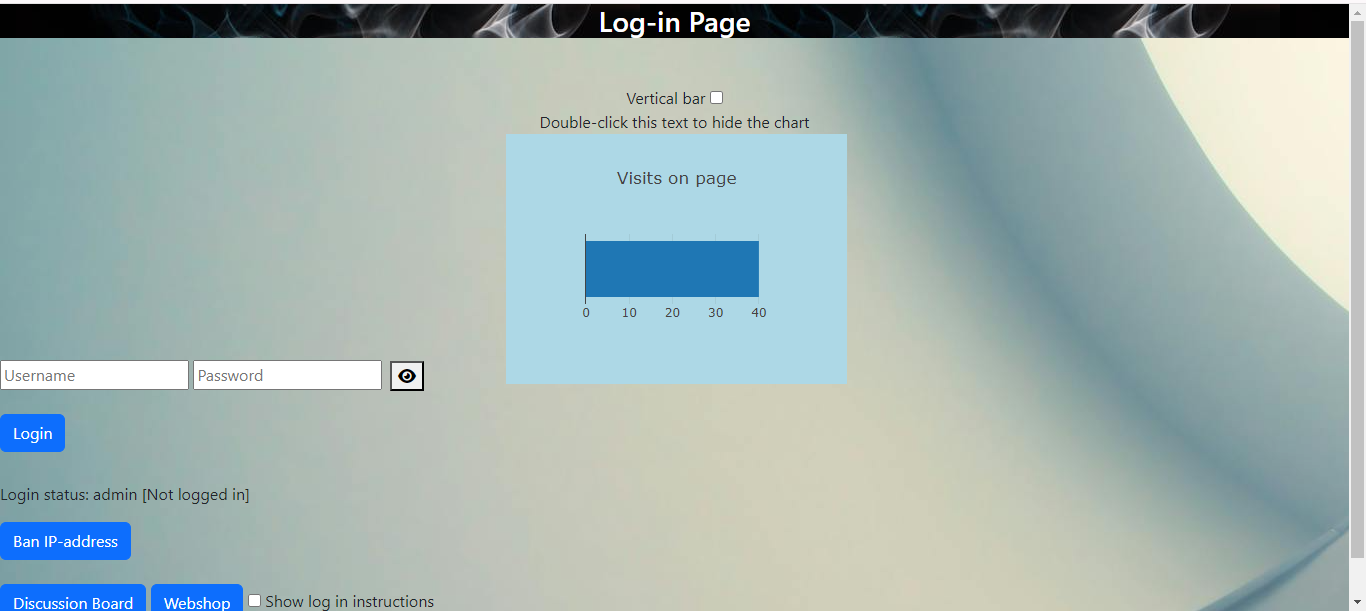 Log-in Page
Vertical bar
Double-click this text to hide the chart
Visits on page
0 10 20 30 40
Username Password
Login
Login status: admin [Not logged in]
Ban IP-address
Discussion Board Webshop Show log in instructions